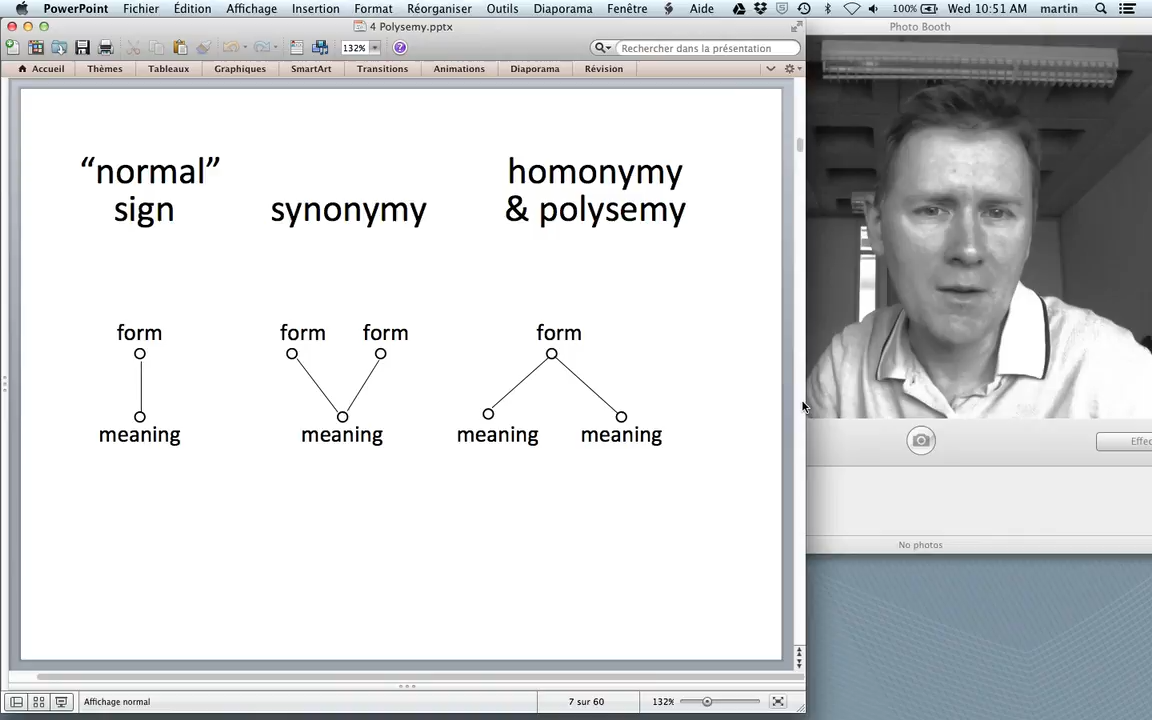 PowerPoint Fichier Édition Affichage Insertion Format Réorganiser Outils Diaporama Fenêtre Aide 100% Wed 10:51 AM martin
4 Polysemy.pptx
Photo Booth
132%
Rechercher dans la présentation
Accueil Thèmes Tableaux Graphiques SmartArt Transitions Animations Diaporama Révision
“normal”
sign
synonymy
homonymy
& polysemy
form
meaning
form form
meaning
form
meaning meaning
Effec
No photos
Affichage normal
7 sur 60
132%